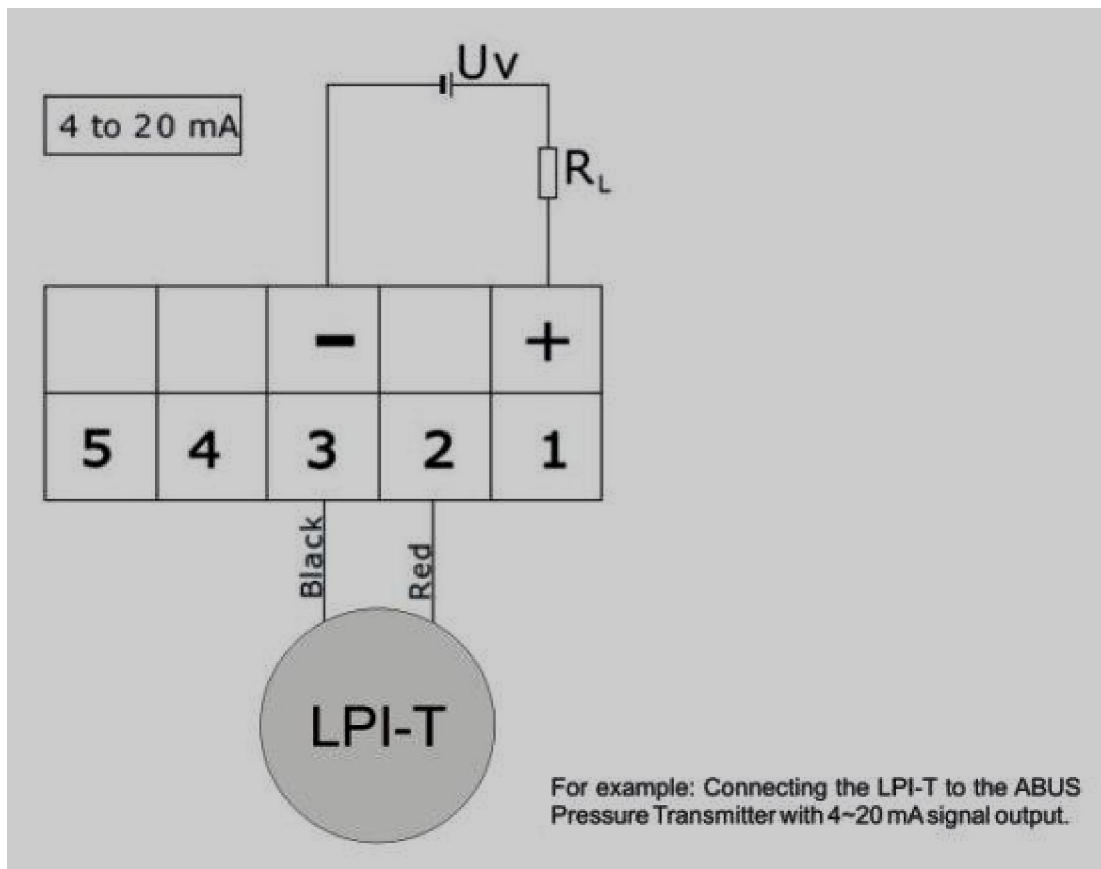 Uv
4 to 20 mA
RL
- +
5 4 3 2 1
Black Red
LPI-T
For example: Connecting the LPI-T to the ABUS
Pressure Transmitter with 4~20 mA signal output.